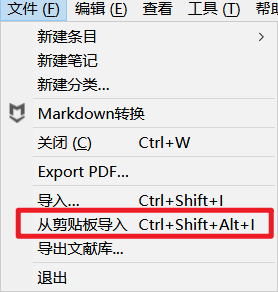 文件 (F) 编辑 (E) 查看 工具 (T)
新建条目
新建笔记
新建分类...
Markdown转换
关闭 (C) Ctrl+W
Export PDF...
导入... Ctrl+Shift+I
从剪贴板导入 Ctrl+Shift+Alt+I
导出文献库...
退出